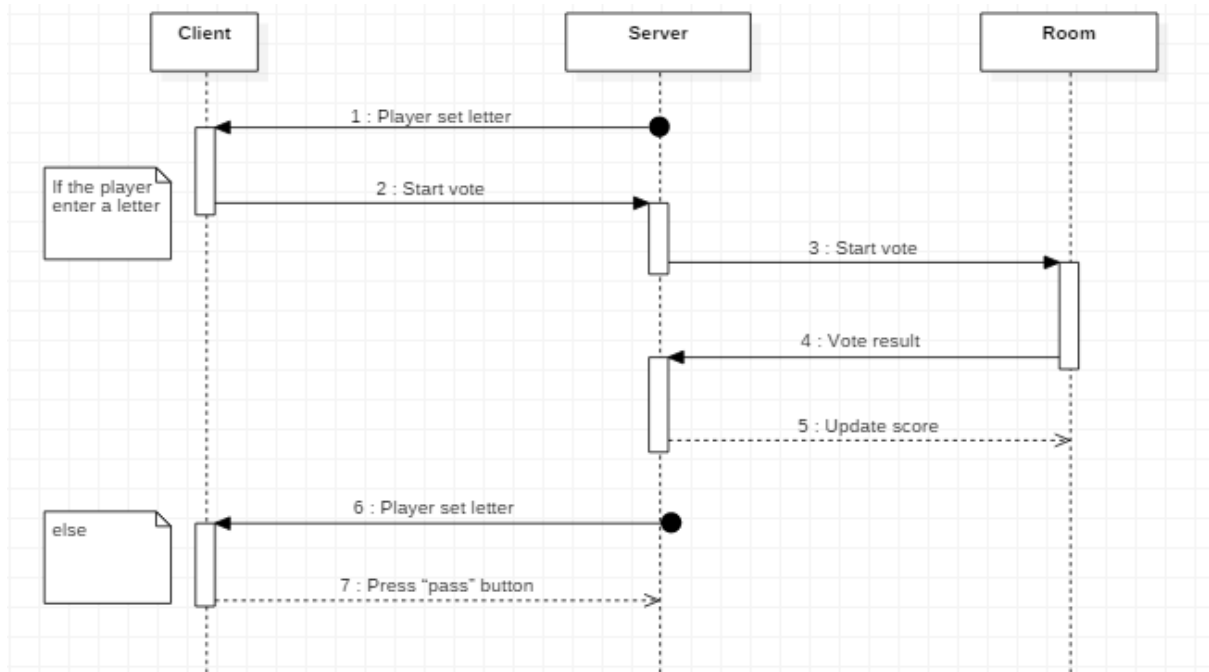 Client
Server
Room
1 : Player set letter
If the player
enter a letter
2 : Start vote
3 : Start vote
4 : Vote result
5 : Update score
6 : Player set letter
else
7 : Press “pass” button